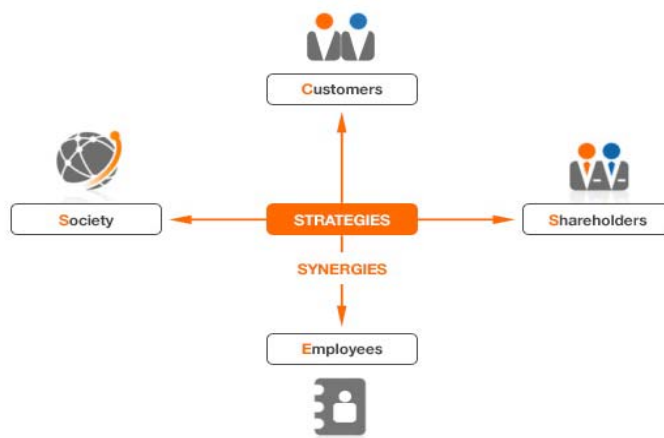 Customers
Society
STRATEGIES
Shareholders
SYNERGIES
Employees